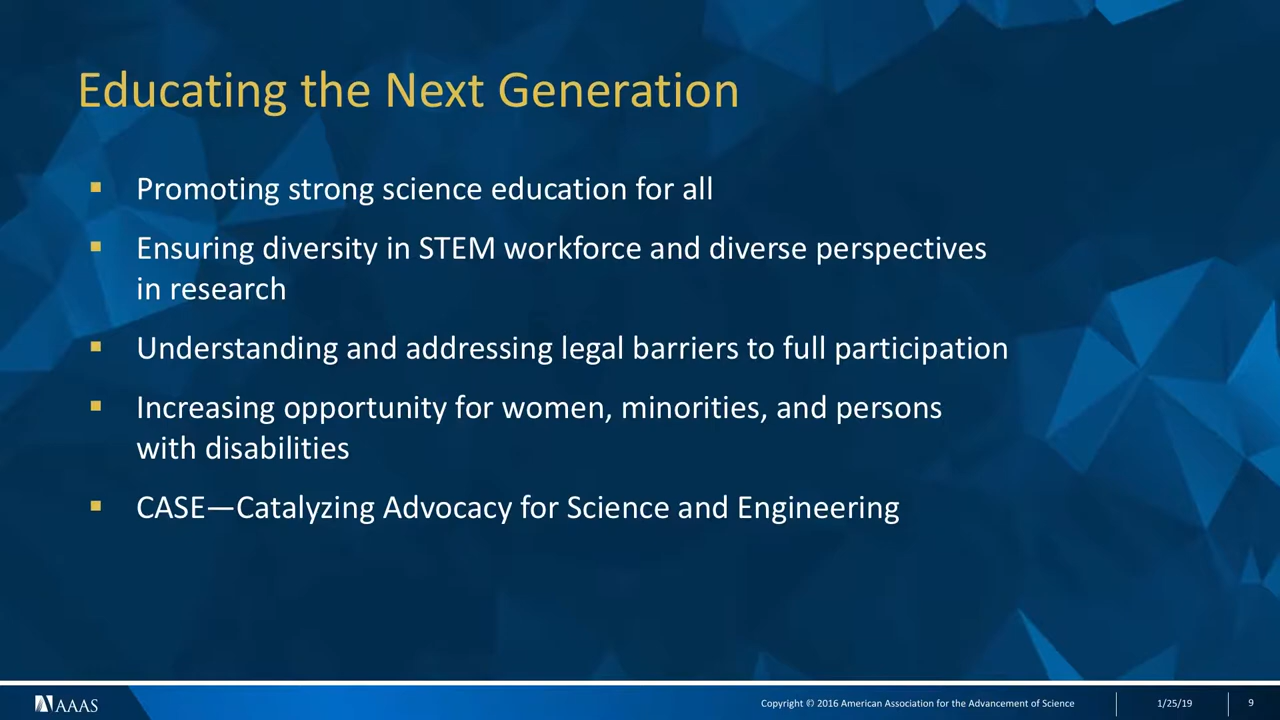 Educating the Next Generation
▪ Promoting strong science education for all
▪ Ensuring diversity in STEM workforce and diverse perspectives
in research
▪ Understanding and addressing legal barriers to full participation
▪ Increasing opportunity for women, minorities, and persons
with disabilities
▪ CASE—Catalyzing Advocacy for Science and Engineering
AAAS
Copyright © 2016 American Association for the Advancement of Science
1/25/19
9